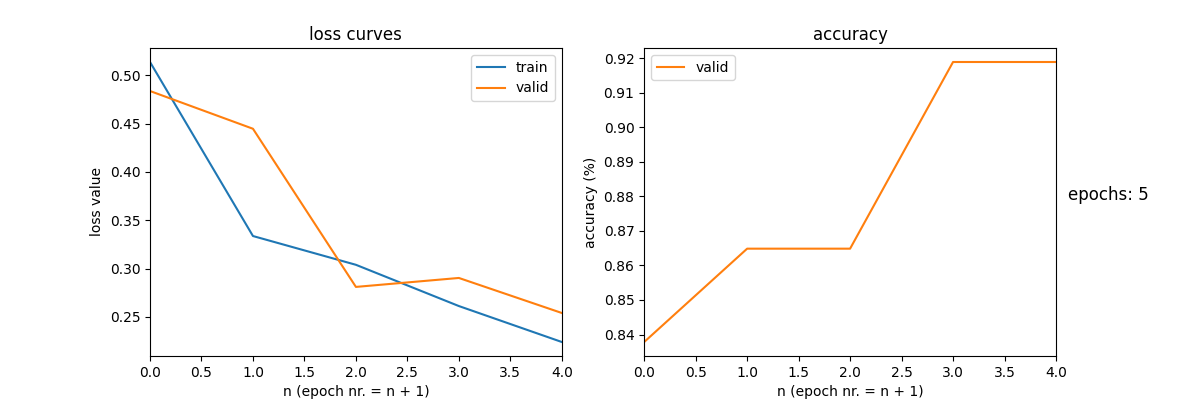 loss curves
train
valid
0.50
0.45
0.40
0.35
0.30
0.25
loss value
0.0 0.5 1.0 1.5 2.0 2.5 3.0 3.5 4.0
n (epoch nr. = n + 1)
accuracy
valid
0.92
0.91
0.90
0.89
0.88
0.87
0.86
0.85
0.84
accuracy (%)
0.0 0.5 1.0 1.5 2.0 2.5 3.0 3.5 4.0
n (epoch nr. = n + 1)
epochs: 5